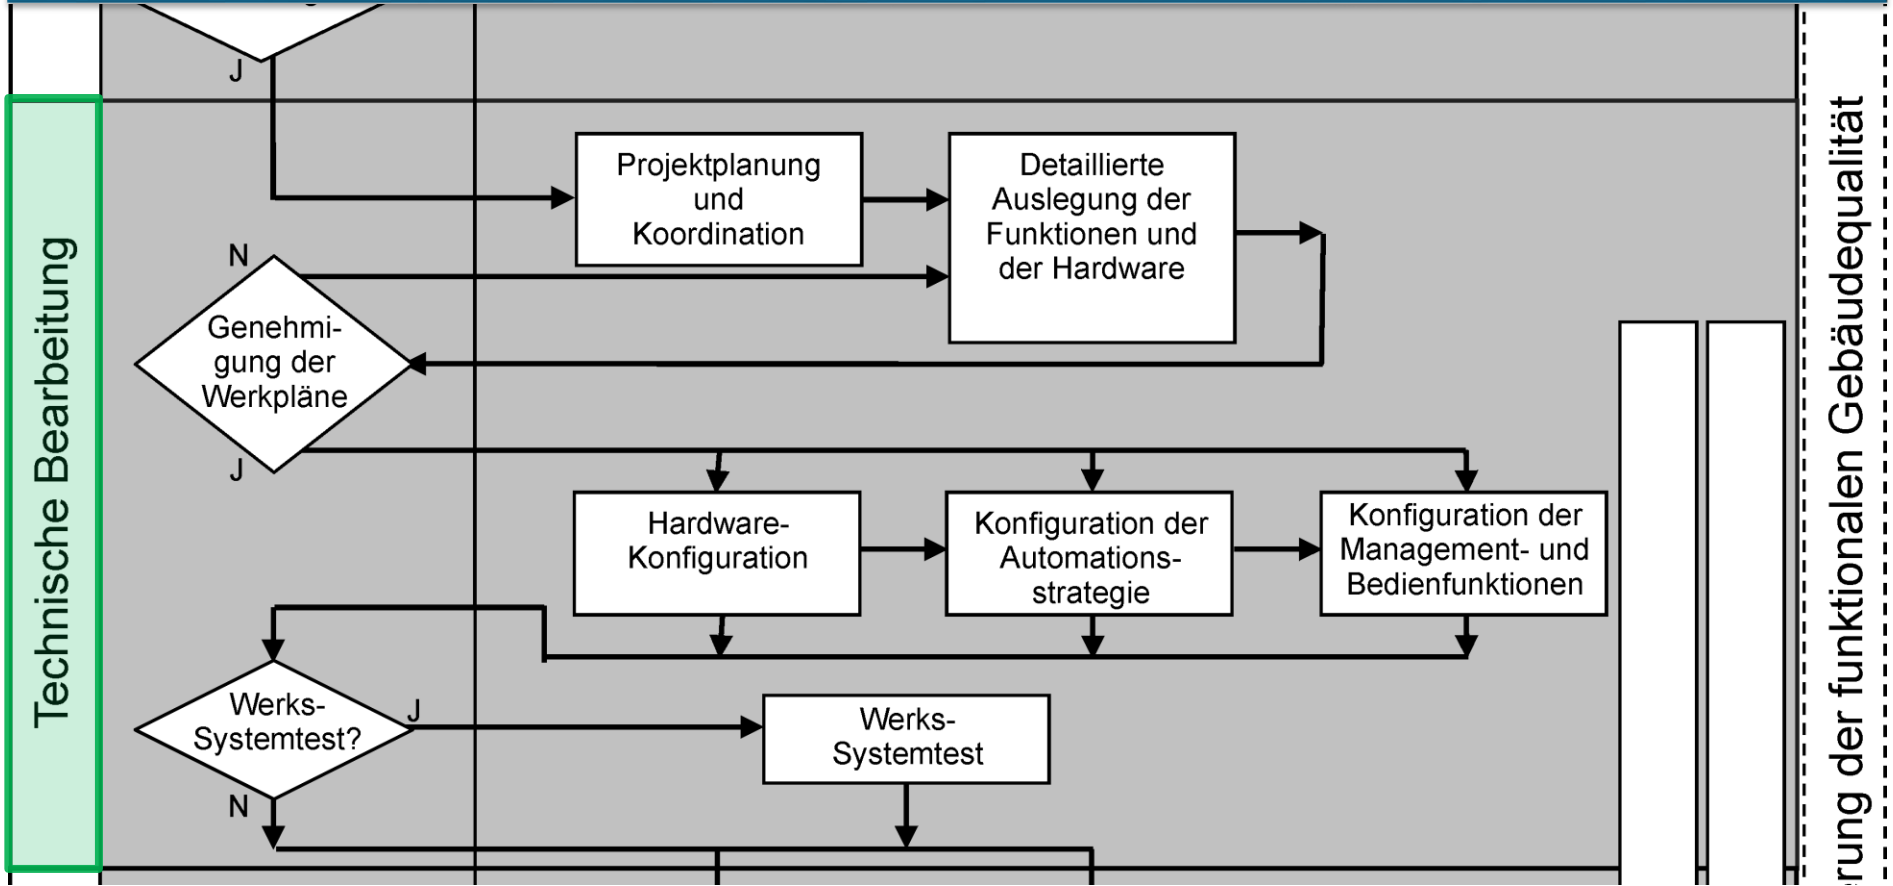 J
Technische Bearbeitung
Projektplanung
und
Koordination
Detaillierte
Auslegung der
Funktionen und
der Hardware
N
Genehmi-
gung der
Werkpläne
J
Hardware-
Konfiguration
Konfiguration der
Automations-
strategie
Konfiguration der
Management- und
Bedienfunktionen
Werks-
Systemtest?
J
Werks-
Systemtest
N
der funktionalen Gebäudequalität